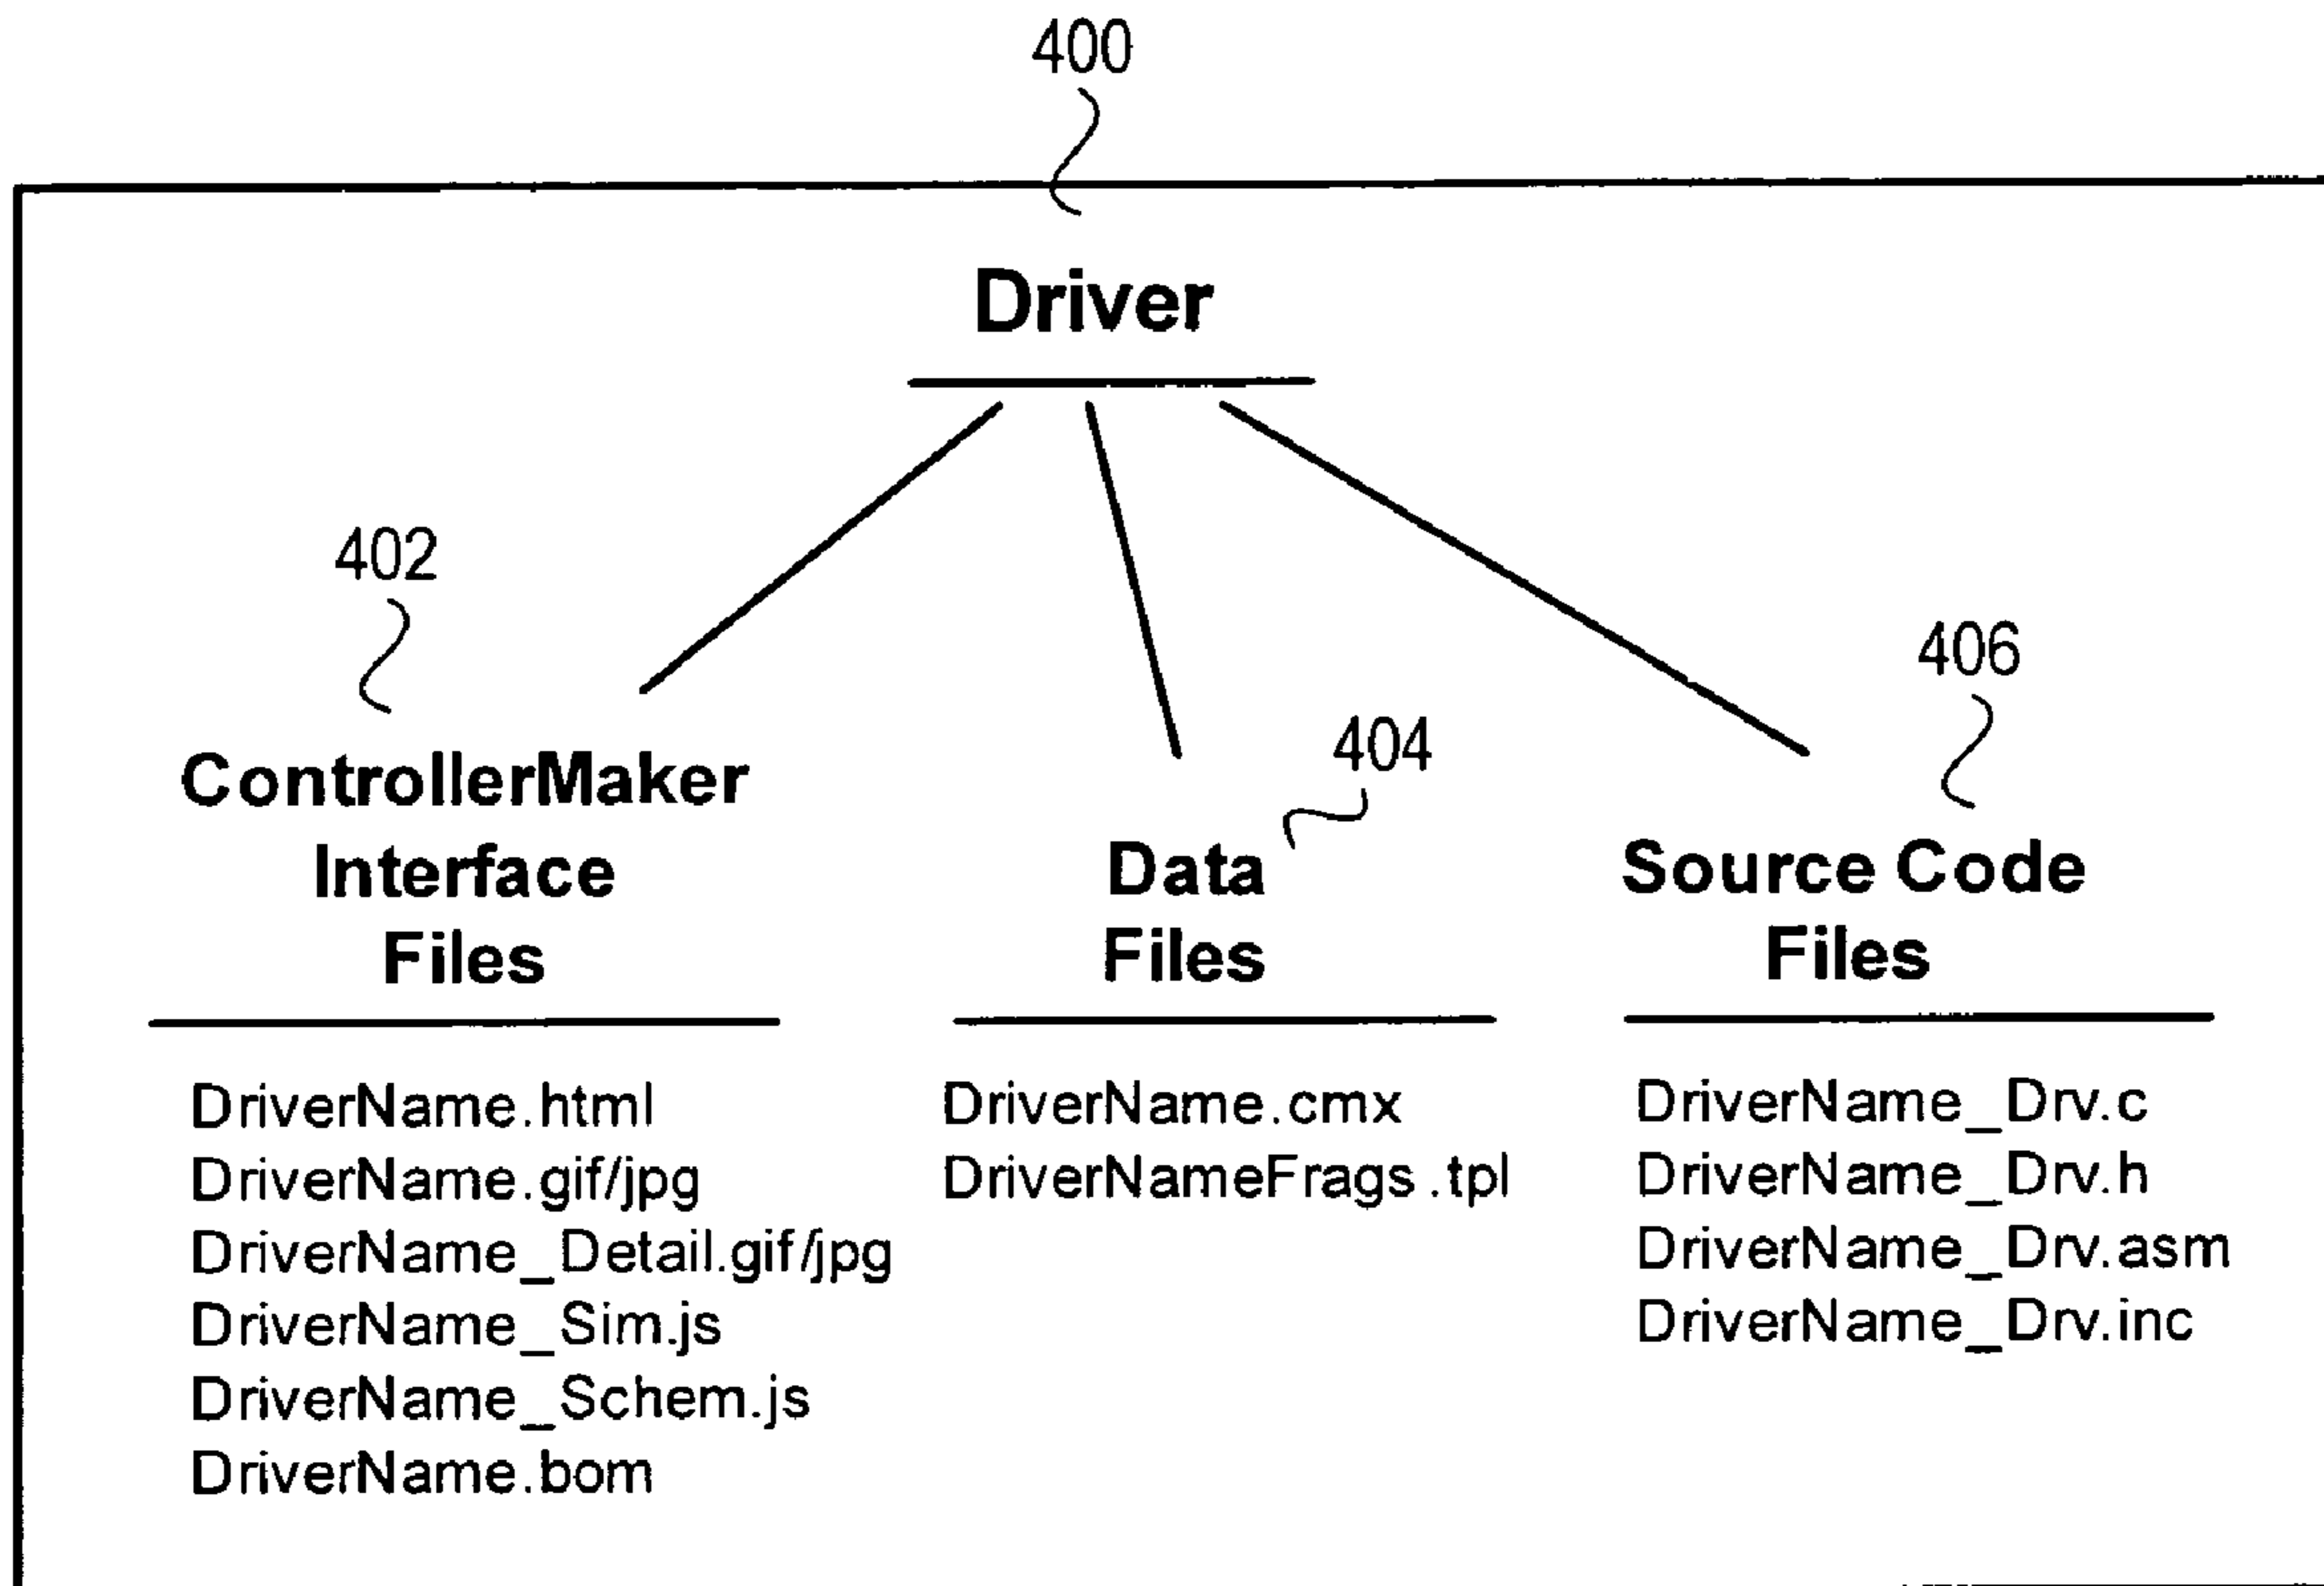 400
Driver
402
ControllerMaker
Interface
Files
DriverName.html
DriverName.gif/jpg
DriverName_Detail.gif/jpg
DriverName_Sim.js
DriverName_Schem.js
DriverName.bom
404
Data
Files
DriverName.cmx
DriverNameFrags.tpl
406
Source Code
Files
DriverName_Drv.c
DriverName_Drv.h
DriverName_Drv.asm
DriverName_Drv.inc